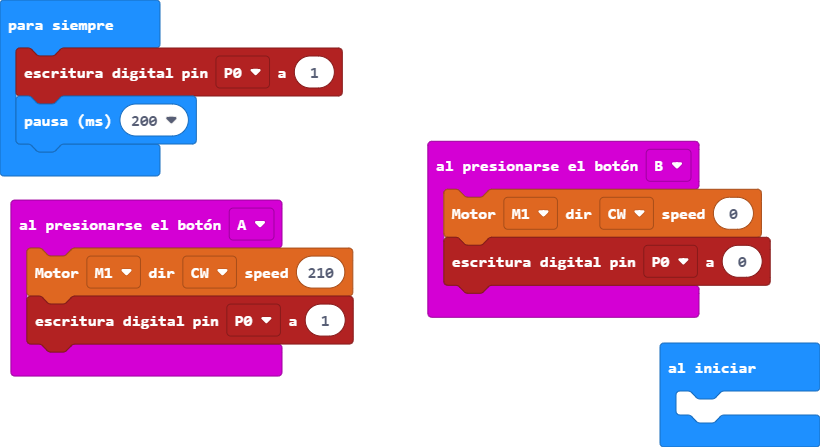 para siempre
escritura digital pin P0 a 1
pausa (ms) 200
al presionarse el botón A
Motor M1 dir CW speed 210
escritura digital pin P0 a 1
al presionarse el botón B
Motor M1 dir CW speed 0
escritura digital pin P0 a 0
al iniciar